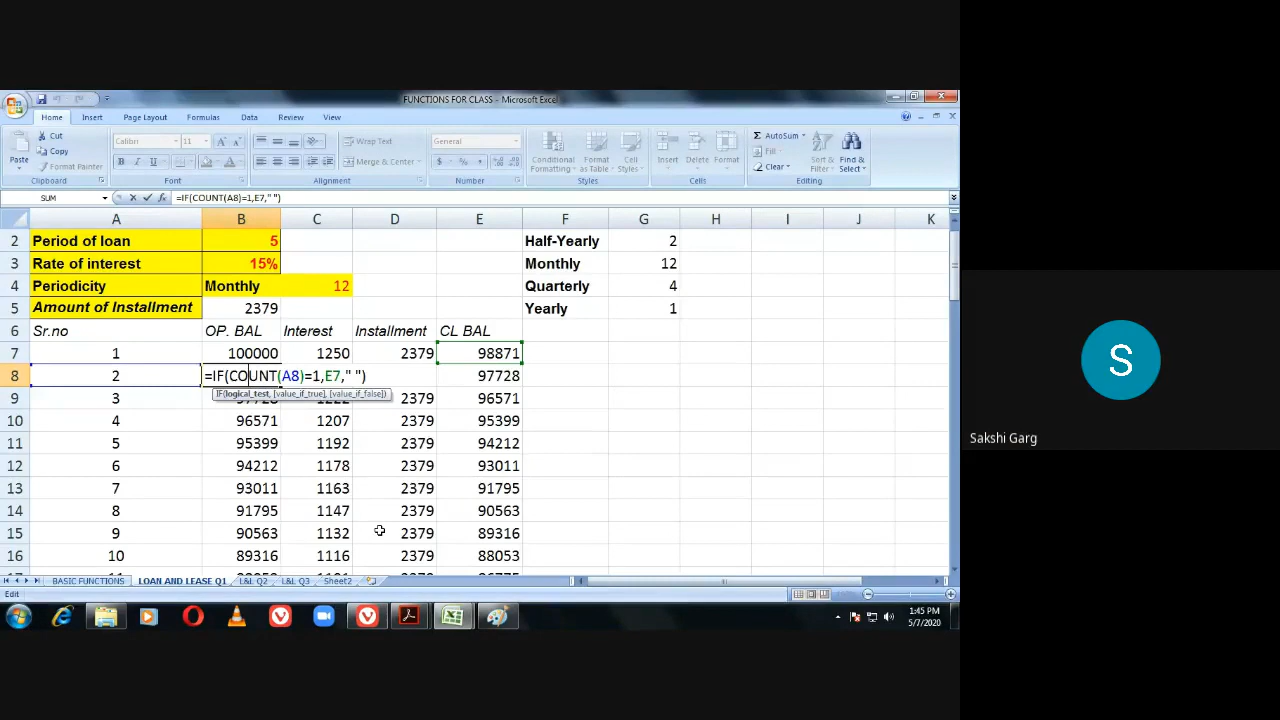 FUNCTIONS FOR CLASS - Microsoft Excel
Home Insert Page Layout Formulas Data Review View
Paste Cut Copy Format Painter Clipboard
Calibri 11 A A B I U A Font
Wrap Text Merge & Center Alignment
General $ % , Number
Conditional Formatting Format as Table Cell Styles Styles
Insert Delete Format Cells
Σ AutoSum Fill Clear Sort & Filter Find & Select Editing
SUM fx =IF(COUNT(A8)=1,E7," ")
A B C D E F G H I J K
2 Period of loan 5 Half-Yearly 2
3 Rate of interest 15% Monthly 12
4 Periodicity Monthly 12 Quarterly 4
5 Amount of Installment 2379 Yearly 1
6 Sr.no OP. BAL Interest Installment CL BAL
7 1 100000 1250 2379 98871
8 2 =IF(COUNT(A8)=1,E7," ") 97728
IF(logical_test, [value_if_true], [value_if_false])
9 3 2379 96571
10 4 96571 1207 2379 95399
11 5 95399 1192 2379 94212
12 6 94212 1178 2379 93011
13 7 93011 1163 2379 91795
14 8 91795 1147 2379 90563
15 9 90563 1132 2379 89316
16 10 89316 1116 2379 88053
BASIC FUNCTIONS LOAN AND LEASE Q1 L&L Q2 L&L Q3 Sheet2
Edit
1:45 PM
5/7/2020
S
Sakshi Garg